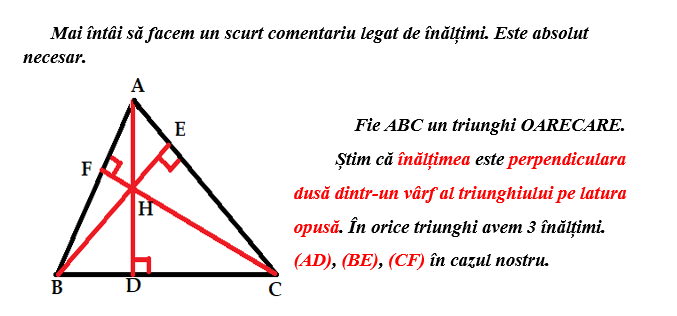 Mai întâi să facem un scurt comentariu legat de înălțimi. Este absolut
necesar.
A
E
Fie ABC un triunghi OARECARE.
F
Știm că înălțimea este perpendiculara
dusă dintr-un vârf al triunghiului pe latura
H
opusă. În orice triunghi avem 3 înălțimi.
(AD), (BE), (CF) în cazul nostru.
B
D
C